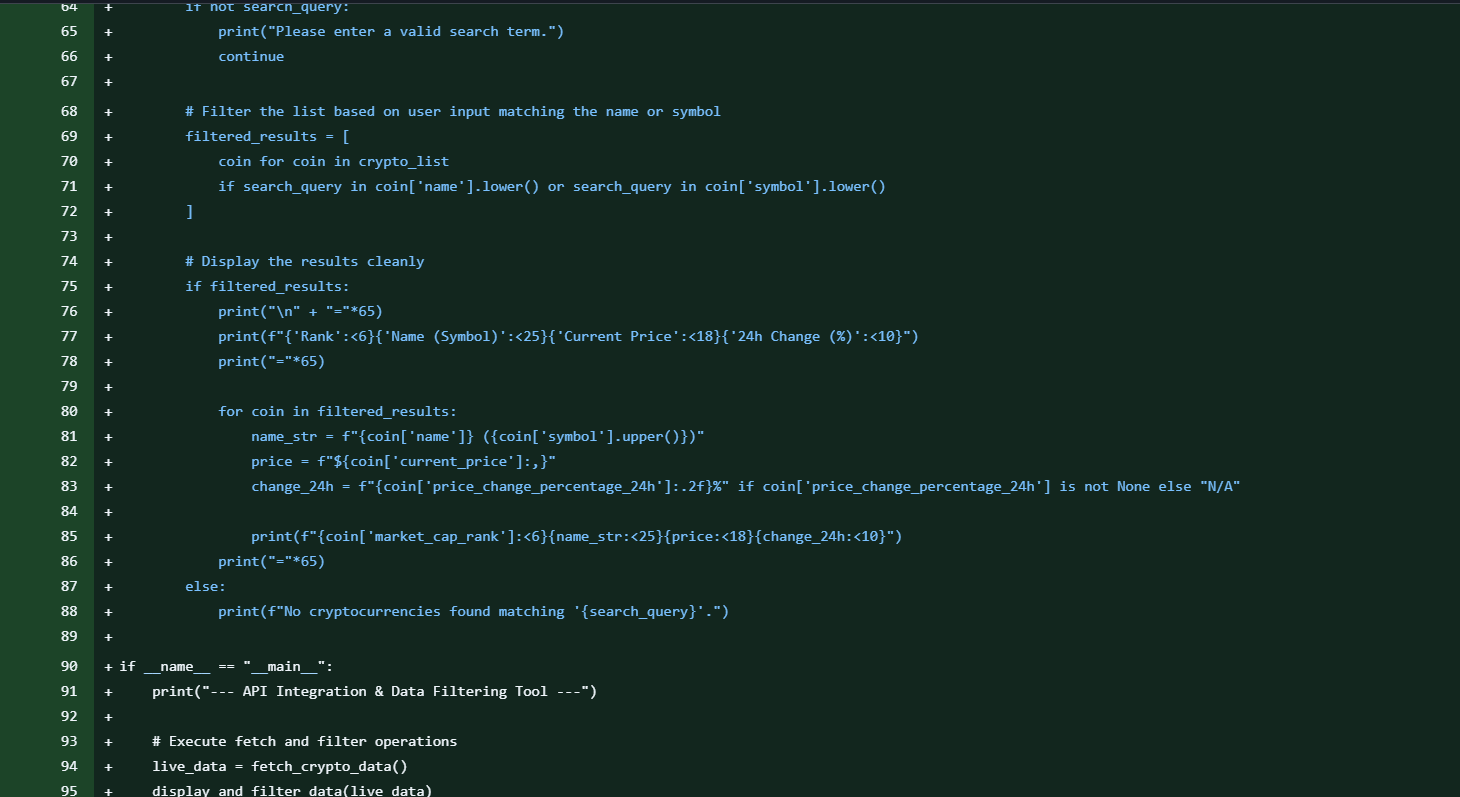 64 + if not search_query:
65 + print("Please enter a valid search term.")
66 + continue
67 +
68 + # Filter the list based on user input matching the name or symbol
69 + filtered_results = [
70 + coin for coin in crypto_list
71 + if search_query in coin['name'].lower() or search_query in coin['symbol'].lower()
72 + ]
73 +
74 + # Display the results cleanly
75 + if filtered_results:
76 + print("\n" + "="*65)
77 + print(f"{'Rank':<6}{'Name (Symbol)':<25}{'Current Price':<18}{'24h Change (%)':<10}")
78 + print("="*65)
79 +
80 + for coin in filtered_results:
81 + name_str = f"{coin['name']} ({coin['symbol'].upper()})"
82 + price = f"${coin['current_price']:,}"
83 + change_24h = f"{coin['price_change_percentage_24h']:.2f}%" if coin['price_change_percentage_24h'] is not None else "N/A"
84 +
85 + print(f"{coin['market_cap_rank']:<6}{name_str:<25}{price:<18}{change_24h:<10}")
86 + print("="*65)
87 + else:
88 + print(f"No cryptocurrencies found matching '{search_query}'.")
89 +
90 + if __name__ == "__main__":
91 + print("--- API Integration & Data Filtering Tool ---")
92 +
93 + # Execute fetch and filter operations
94 + live_data = fetch_crypto_data()
95 + display_and_filter_data(live_data)